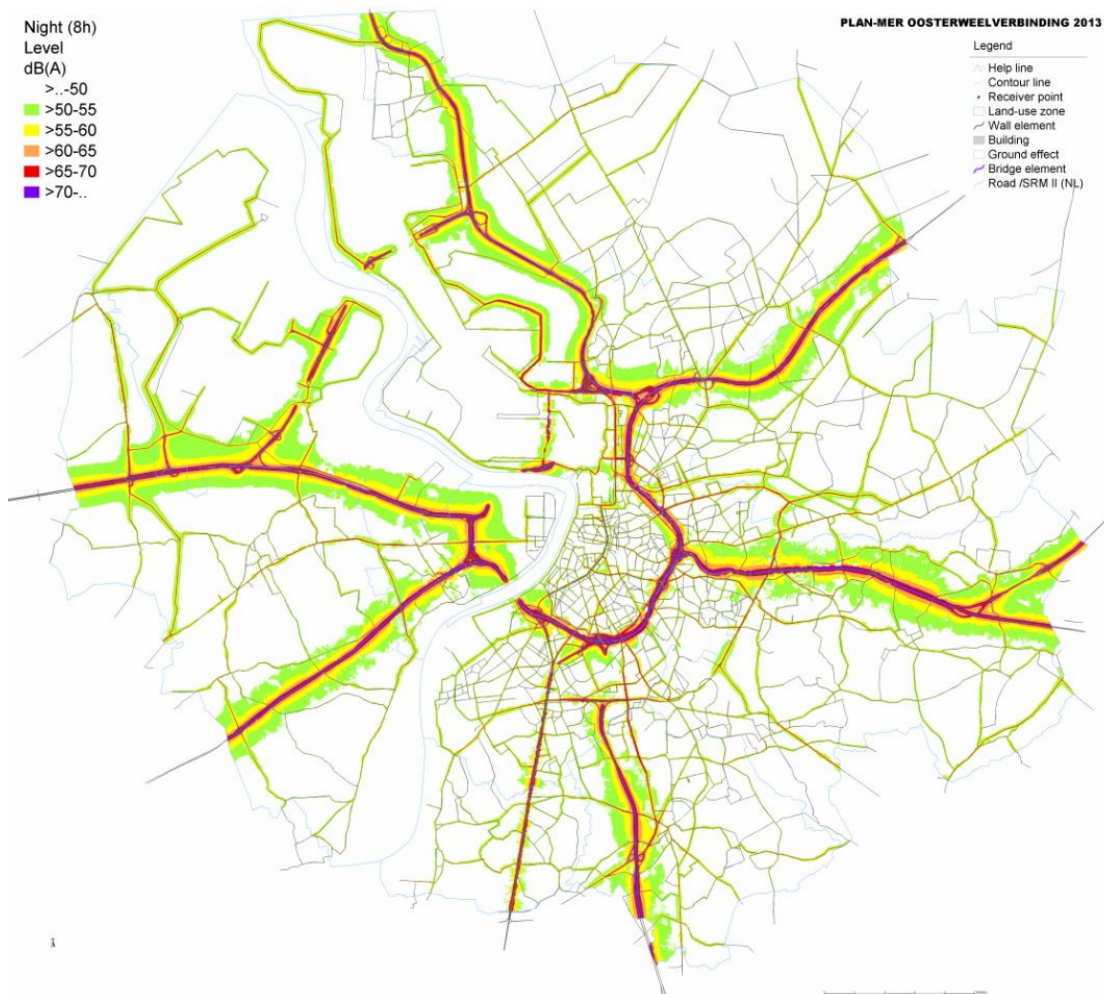 Night (8h)
Level
dB(A)
>..-50
>50-55
>55-60
>60-65
>65-70
>70-..
PLAN-MER OOSTERWEELVERBINDING 2013
Legend
Help line
Contour line
Receiver point
Land-use zone
Wall element
Building
Ground effect
Bridge element
Road /SRM II (NL)